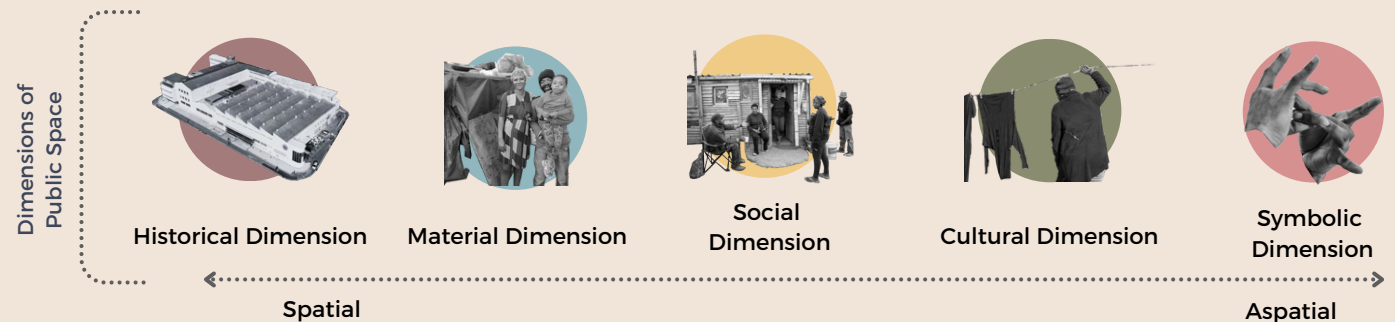 Dimensions of
Public Space
Historical Dimension
Material Dimension
Social
Dimension
Cultural Dimension
Symbolic
Dimension
Spatial
Aspatial